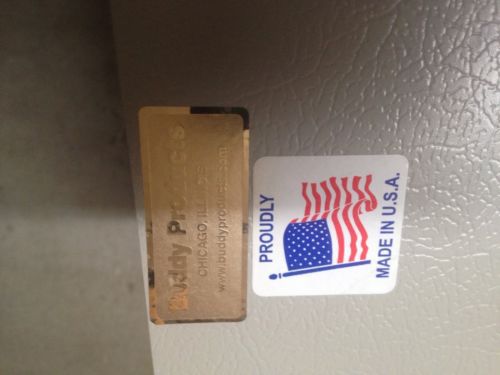 Buddy Products
CHICAGO, ILLINOIS
www.buddyproducts.com
PROUDLY
MADE IN U.S.A.